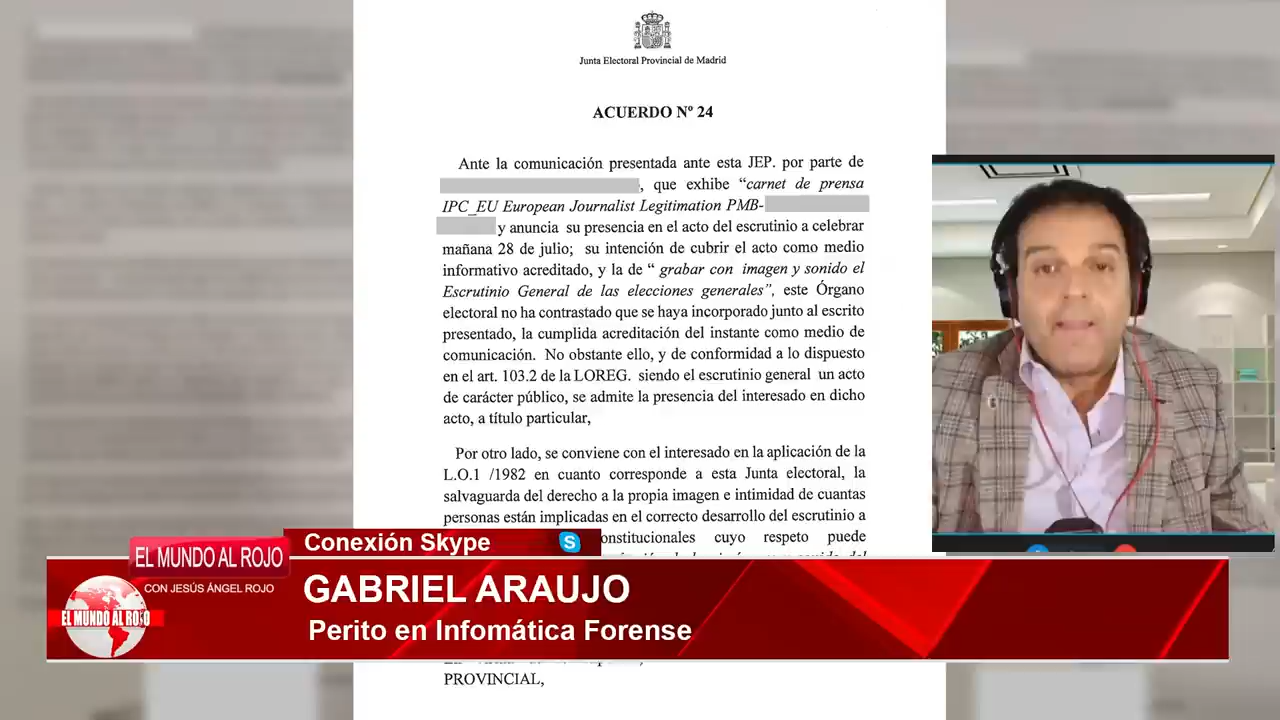 Junta Electoral Provincial de Madrid
ACUERDO Nº 24
Ante la comunicación presentada ante esta JEP. por parte de
, que exhibe “carnet de prensa
IPC_EU European Journalist Legitimation PMB-
y anuncia su presencia en el acto del escrutinio a celebrar
mañana 28 de julio; su intención de cubrir el acto como medio
informativo acreditado, y la de “ grabar con imagen y sonido el
Escrutinio General de las elecciones generales”, este Órgano
electoral no ha contrastado que se haya incorporado junto al escrito
presentado, la cumplida acreditación del instante como medio de
comunicación. No obstante ello, y de conformidad a lo dispuesto
en el art. 103.2 de la LOREG. siendo el escrutinio general un acto
de carácter público, se admite la presencia del interesado en dicho
acto, a título particular,
Por otro lado, se conviene con el interesado en la aplicación de la
L.O.1 /1982 en cuanto corresponde a esta Junta electoral, la
salvaguarda del derecho a la propia imagen e intimidad de cuantas
personas están implicadas en el correcto desarrollo del escrutinio a
onstitucionales cuyo respeto puede
PROVINCIAL,
Conexión Skype
EL MUNDO AL ROJO
CON JESÚS ÁNGEL ROJO
EL MUNDO AL ROJO
GABRIEL ARAUJO
Perito en Infomática Forense